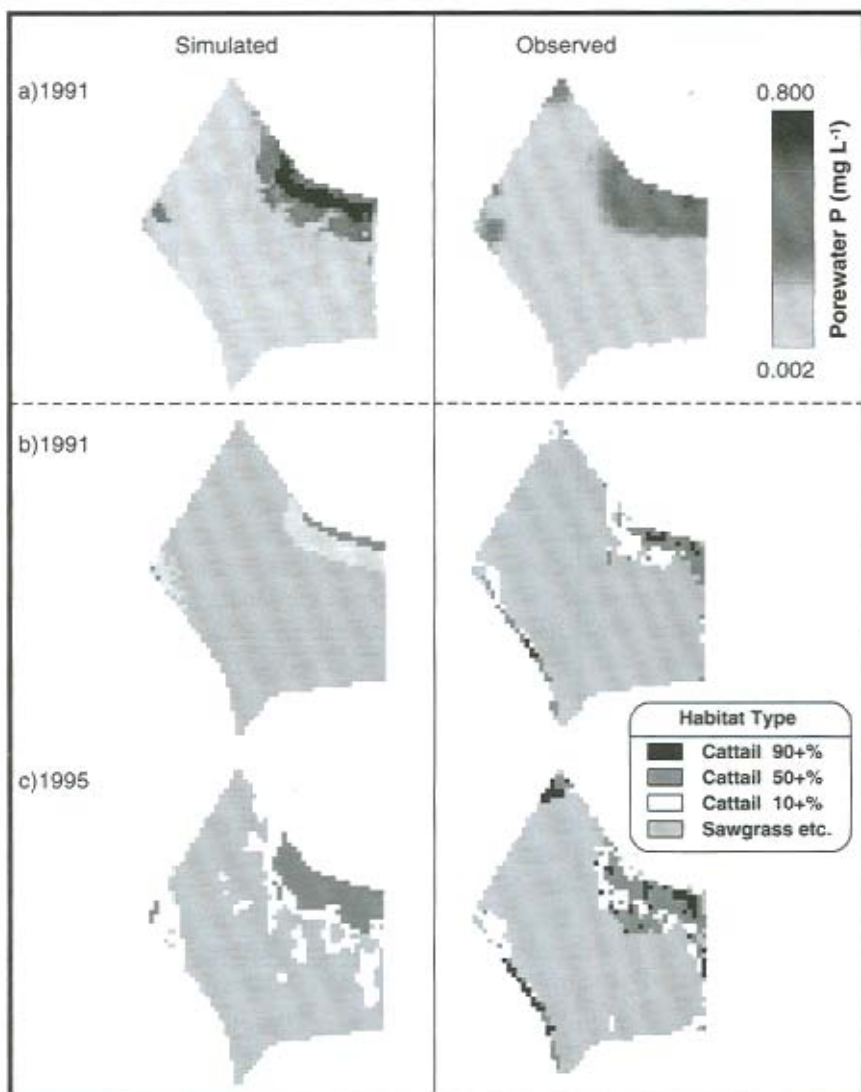 Simulated
Observed
a)1991
0.800
Porewater P (mg L-1)
0.002
b)1991
Habitat Type
Cattail 90+%
Cattail 50+%
Cattail 10+%
Sawgrass etc.
c)1995